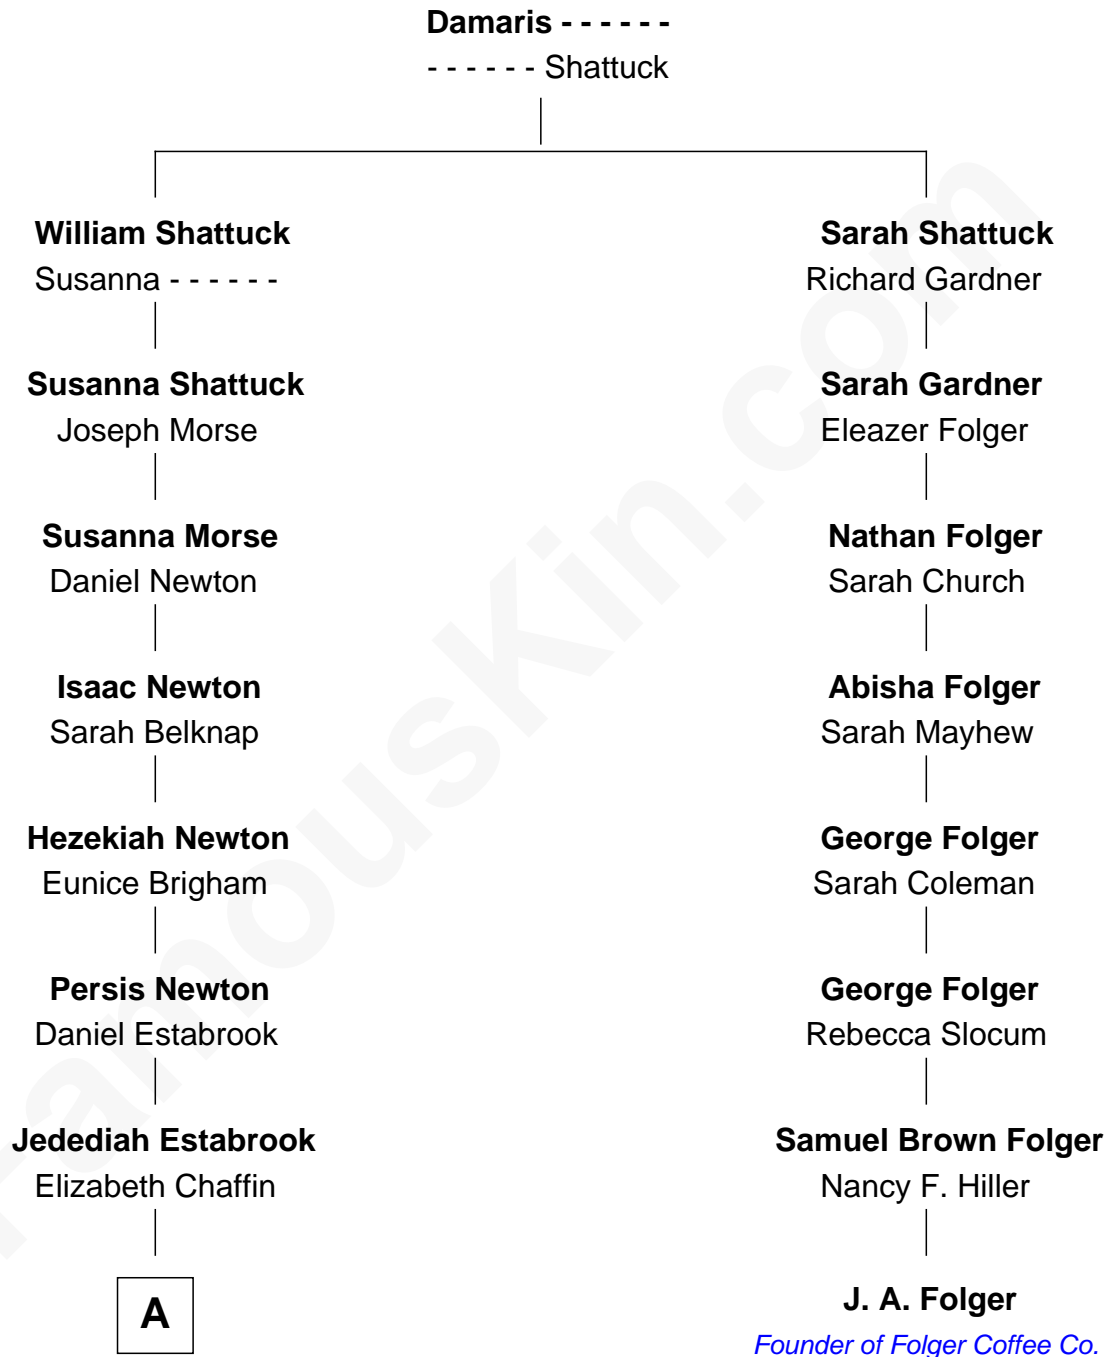 Damaris - - - - - -
- - - - - - Shattuck
William Shattuck
Susanna - - - - - -
Sarah Shattuck
Richard Gardner
Susanna Shattuck
Joseph Morse
Sarah Gardner
Eleazer Folger
Susanna Morse
Daniel Newton
Nathan Folger
Sarah Church
Isaac Newton
Sarah Belknap
Abisha Folger
Sarah Mayhew
Hezekiah Newton
Eunice Brigham
George Folger
Sarah Coleman
Persis Newton
Daniel Estabrook
George Folger
Rebecca Slocum
Jedediah Estabrook
Elizabeth Chaffin
Samuel Brown Folger
Nancy F. Hiller
A
J. A. Folger
Founder of Folger Coffee Co.
FamousKin.com